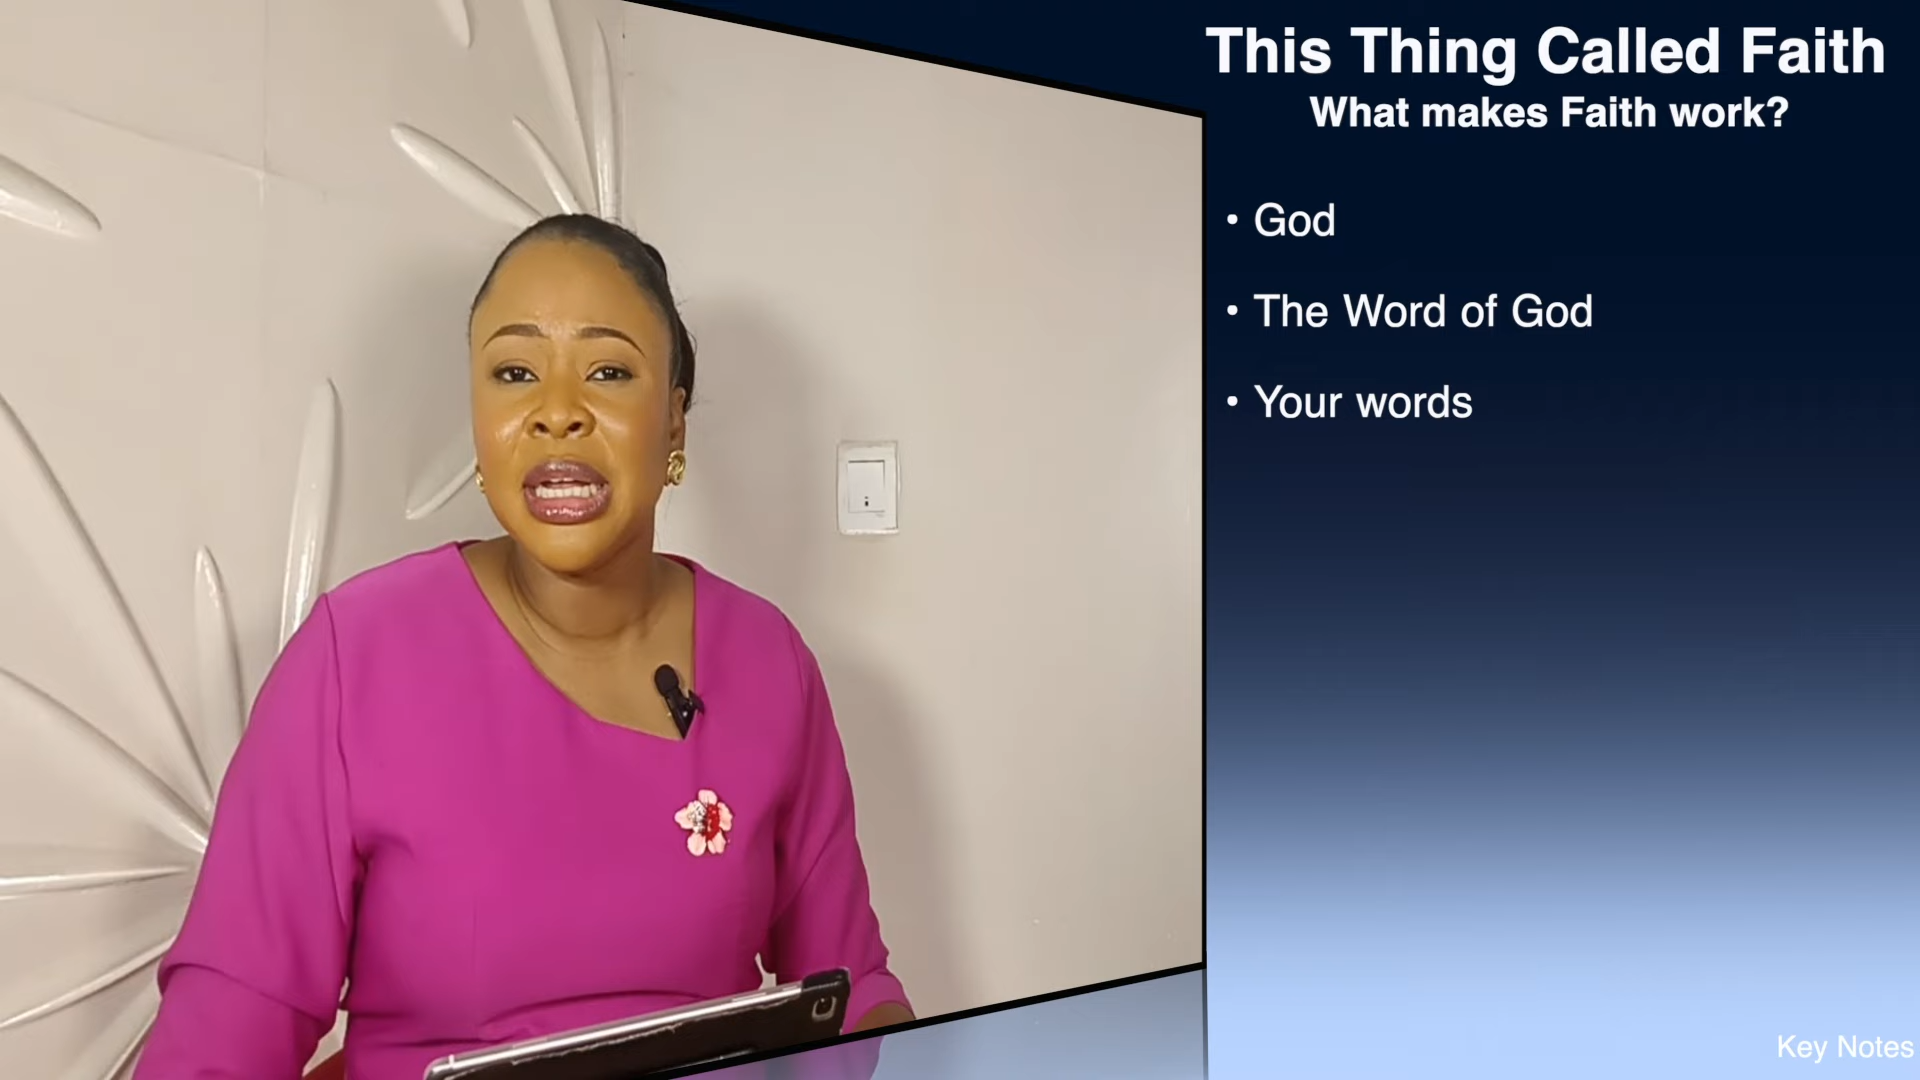 This Thing Called Faith
What makes Faith work?
• God
• The Word of God
• Your words
Key Notes